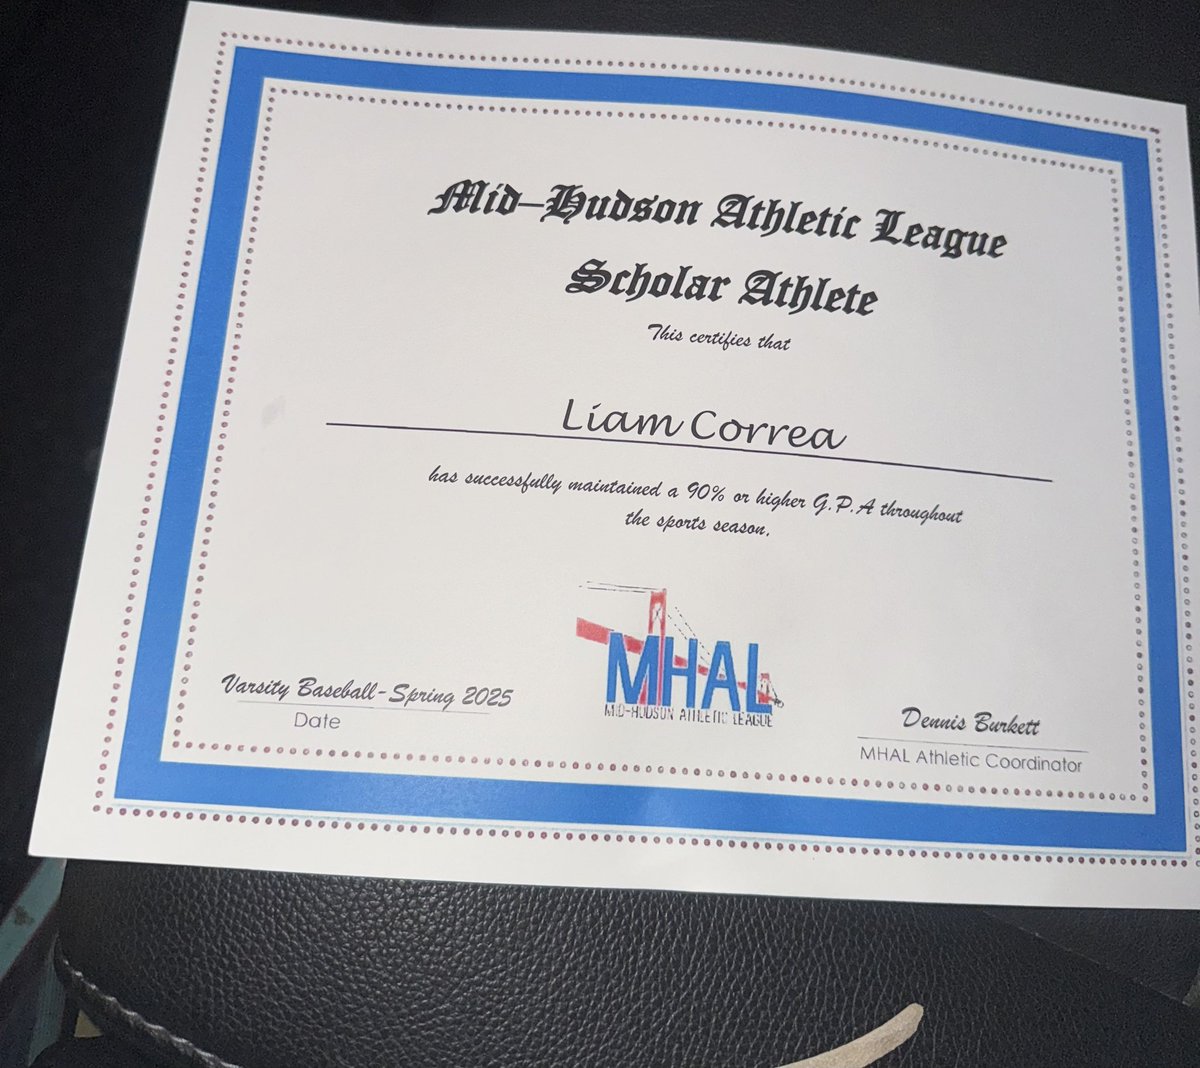 Mid-Hudson Athletic League
Scholar Athlete
This certifies that
Liam Correa
has successfully maintained a 90% or higher G.P.A throughout
the sports season.
MHAL
MID-HUDSON ATHLETIC LEAGUE
Varsity Baseball-Spring 2025
Date
Dennis Burkett
MHAL Athletic Coordinator